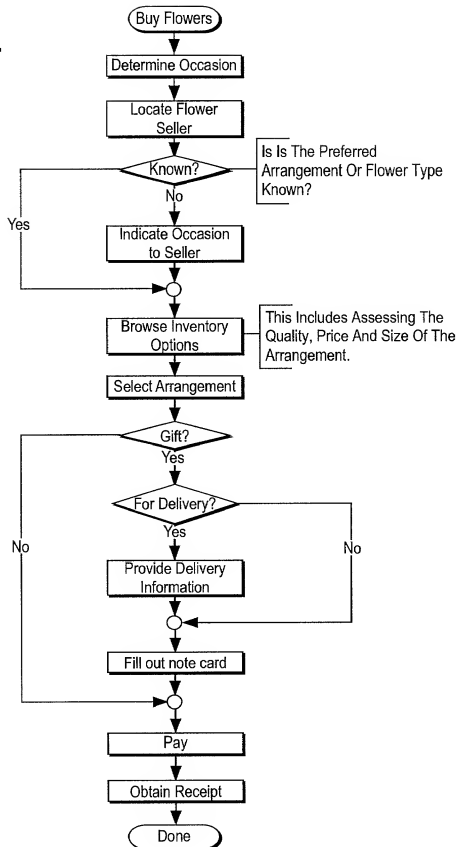 Buy Flowers
Determine Occasion
Locate Flower
Seller
Known?
Is Is The Preferred
Arrangement Or Flower Type
Known?
No
Yes
Indicate Occasion
to Seller
Browse Inventory
Options
This Includes Assessing The
Quality, Price And Size Of The
Arrangement.
Select Arrangement
Gift?
Yes
For Delivery?
Yes
No
No
Provide Delivery
Information
Fill out note card
Pay
Obtain Receipt
Done